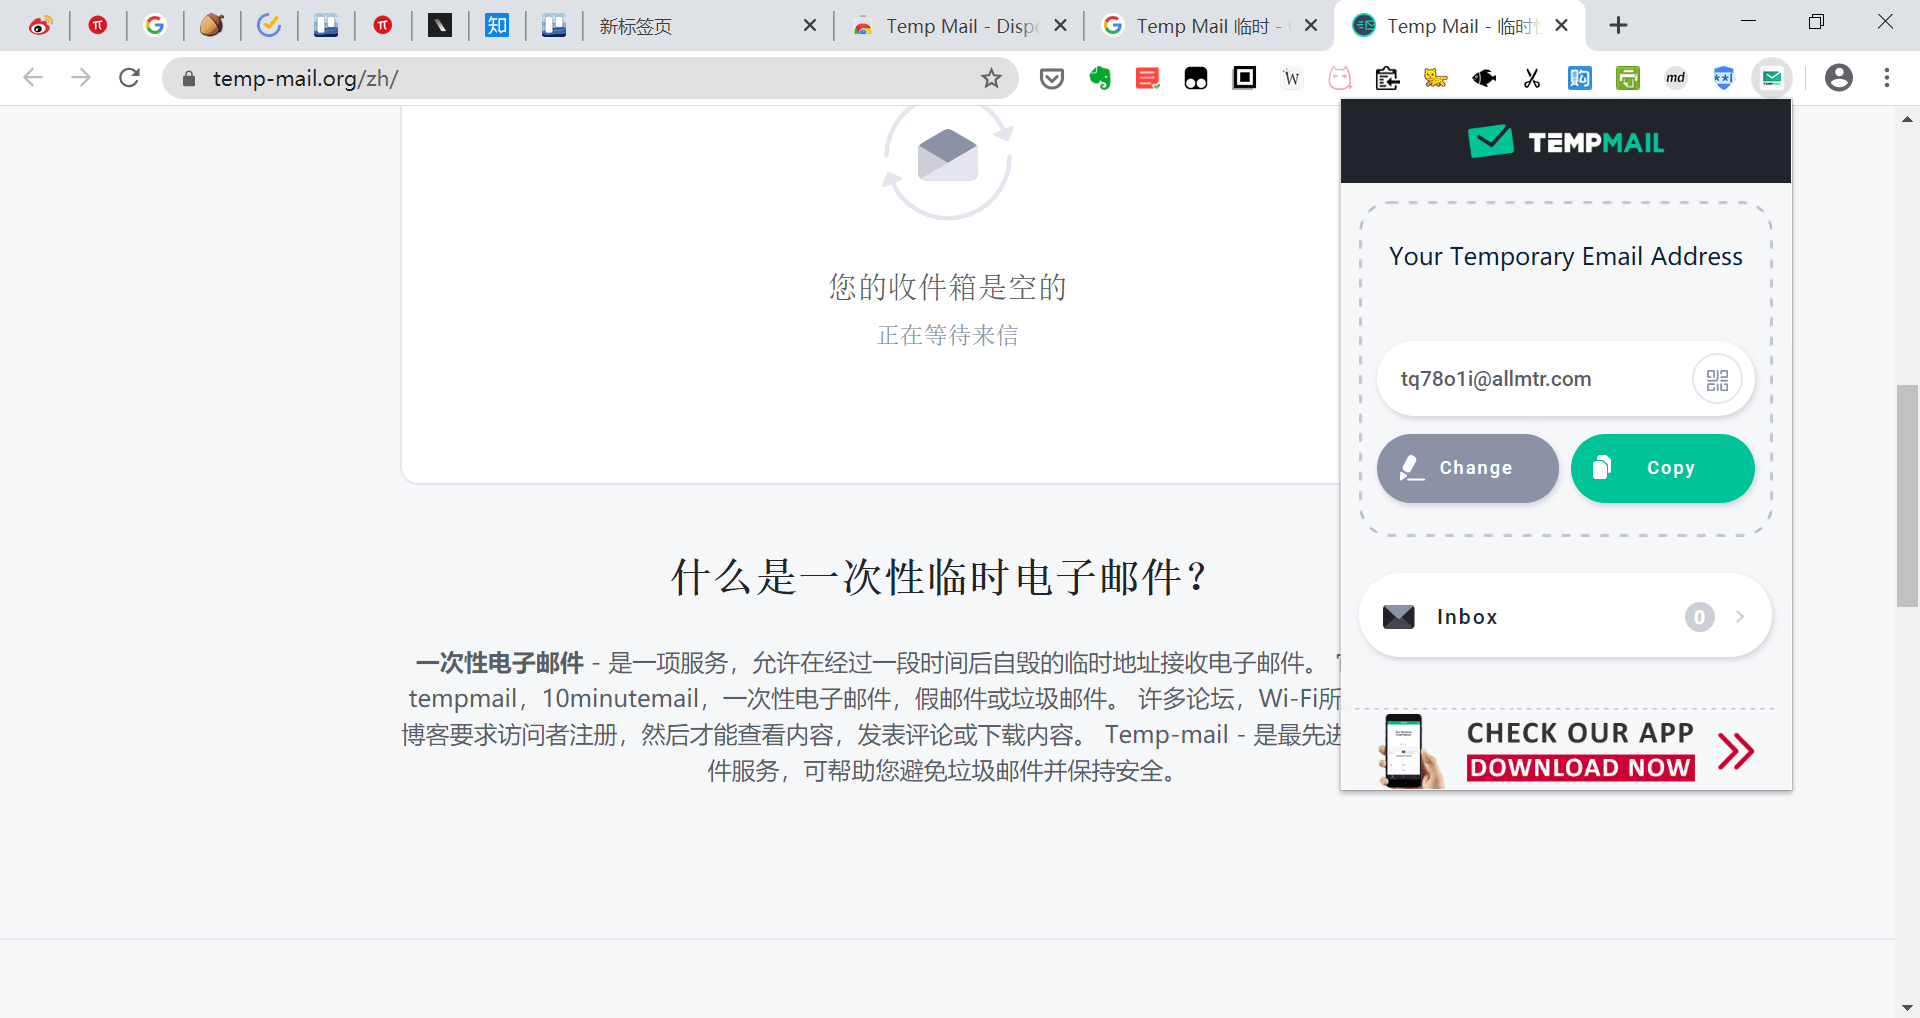 新标签页
Temp Mail - Dispo
Temp Mail 临时 -
Temp Mail - 临时性
temp-mail.org/zh/
知
W
购
md
TEMPMAIL
Your Temporary Email Address
tq78o1i@allmtr.com
Change
Copy
Inbox
0
CHECK OUR APP
DOWNLOAD NOW
您的收件箱是空的
正在等待来信
什么是一次性临时电子邮件？
一次性电子邮件 - 是一项服务，允许在经过一段时间后自毁的临时地址接收电子邮件。
tempmail，10minutemail，一次性电子邮件，假邮件或垃圾邮件。 许多论坛，Wi-Fi所
博客要求访问者注册，然后才能查看内容，发表评论或下载内容。 Temp-mail - 是最先进
件服务，可帮助您避免垃圾邮件并保持安全。